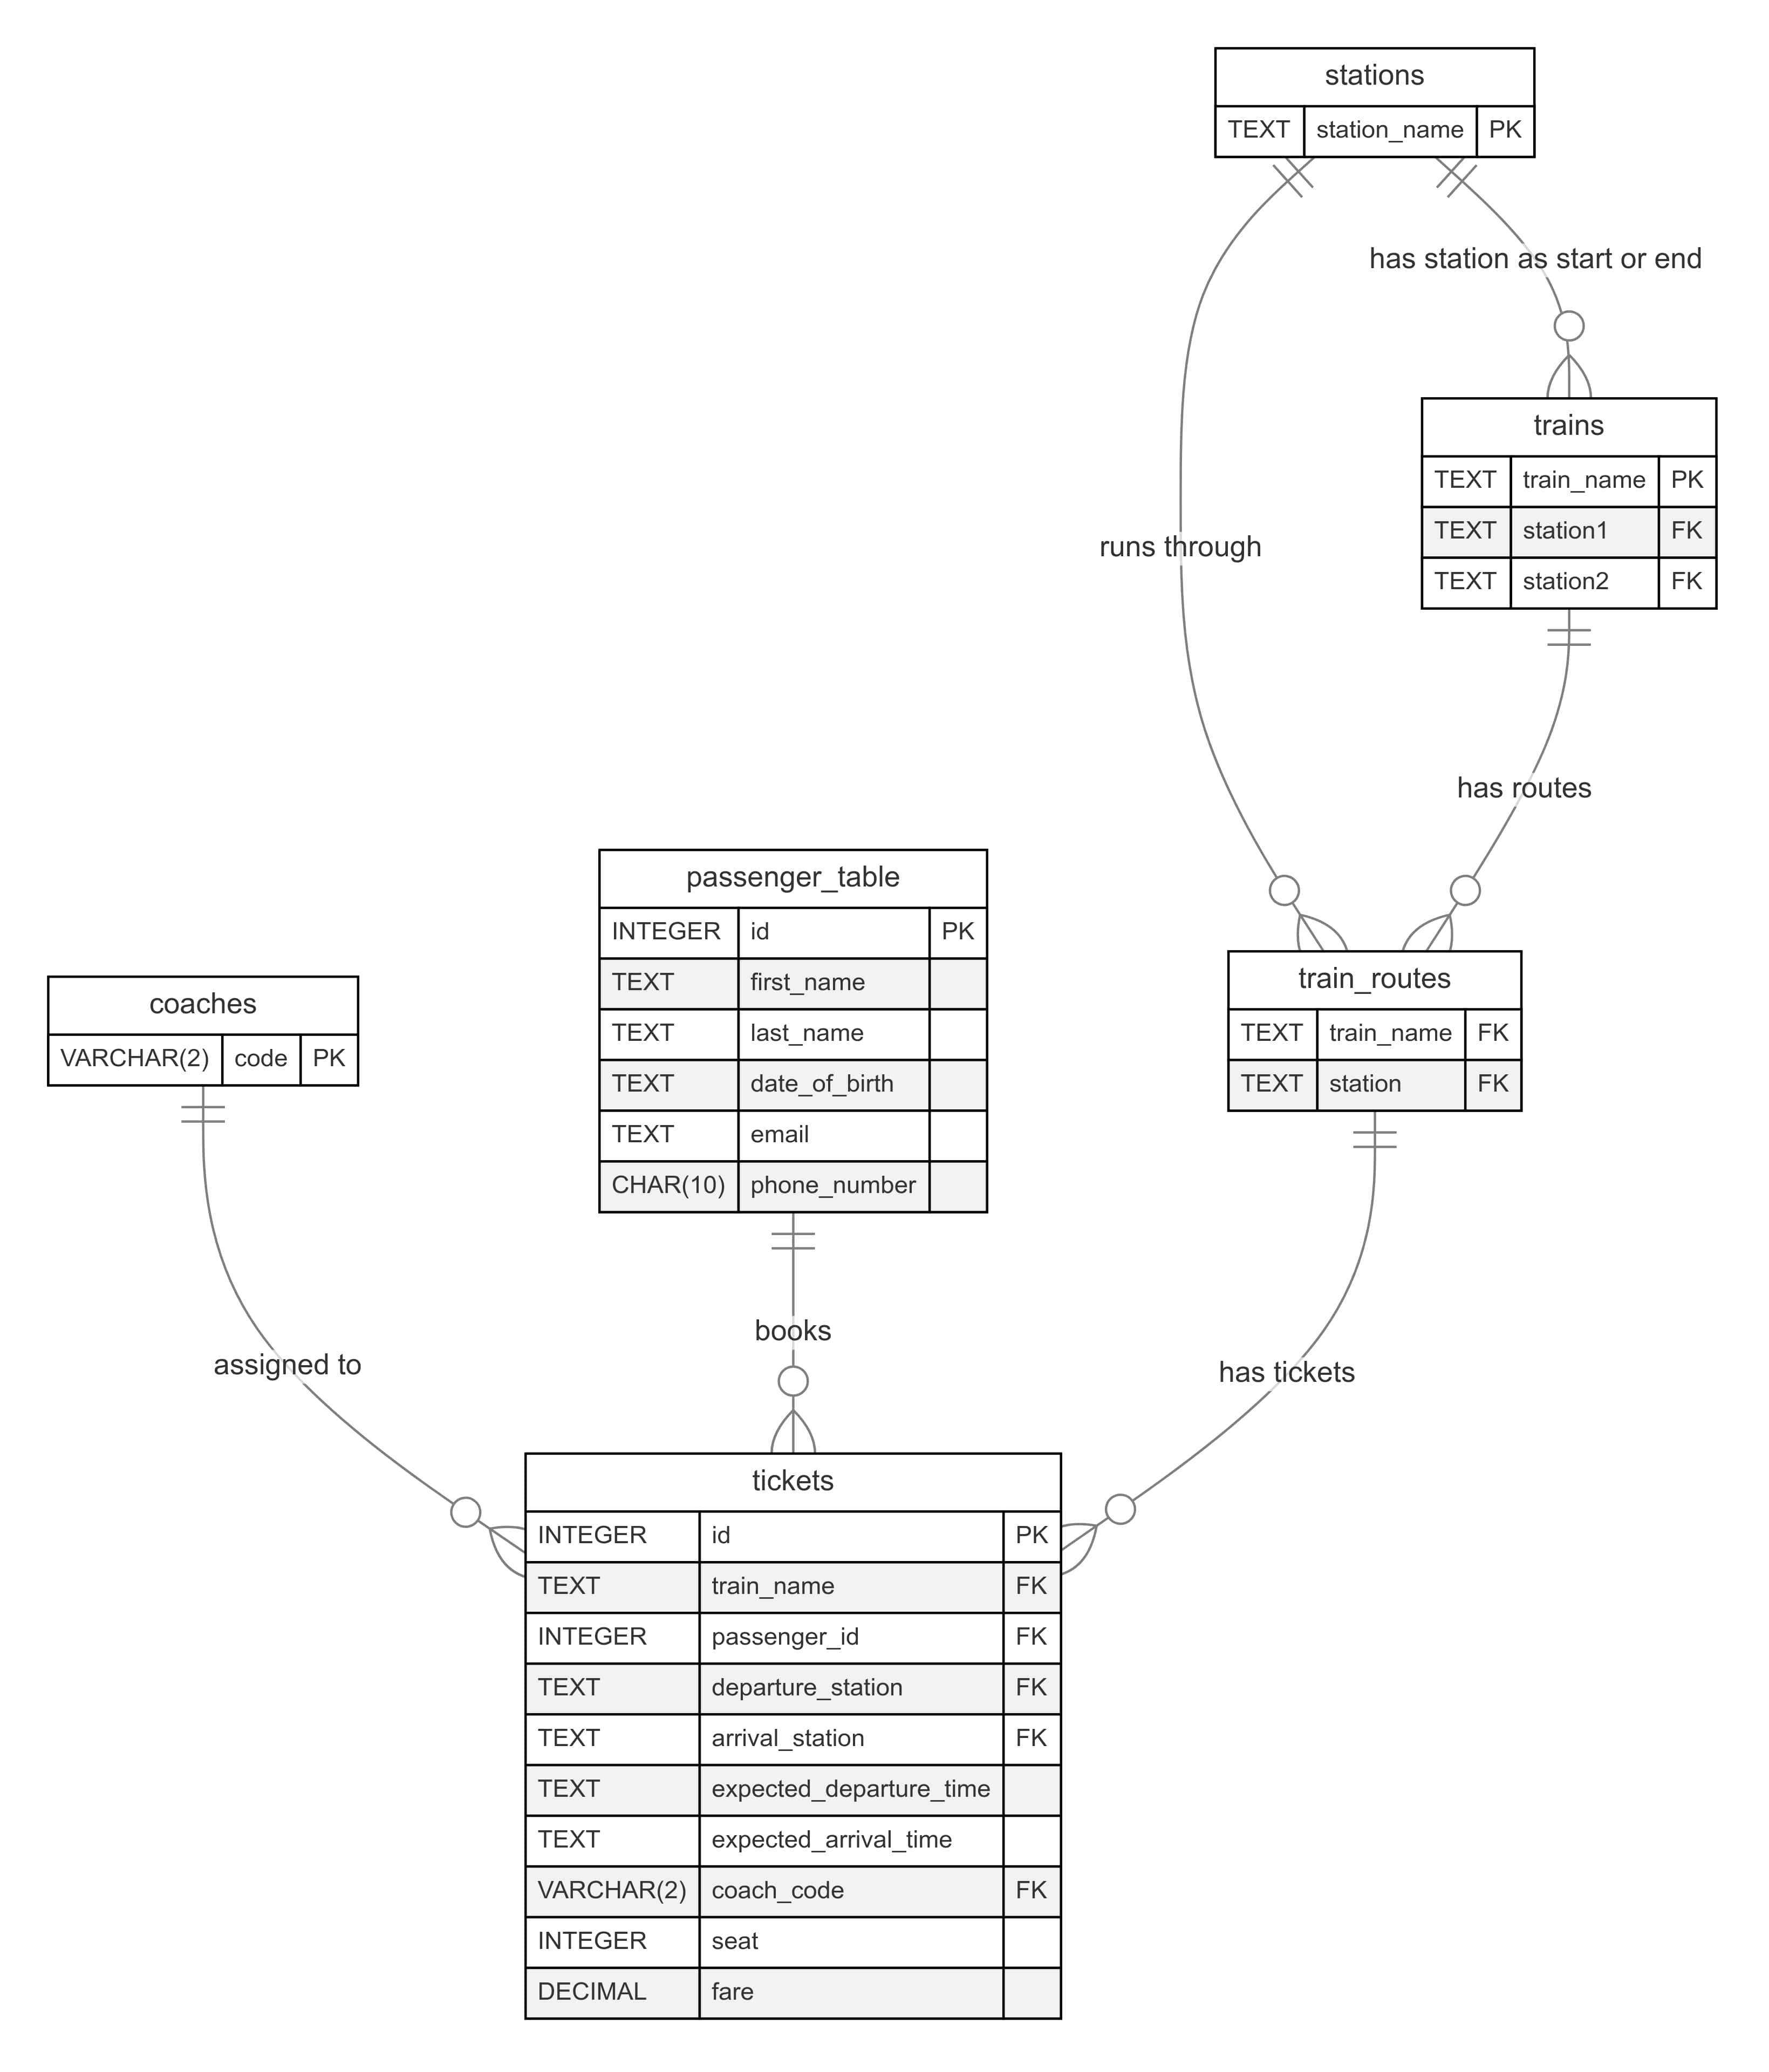 stations
TEXT station_name PK
has station as start or end
trains
TEXT train_name PK
TEXT station1 FK
TEXT station2 FK
runs through
has routes
passenger_table
INTEGER id PK
TEXT first_name
TEXT last_name
TEXT date_of_birth
TEXT email
CHAR(10) phone_number
coaches
VARCHAR(2) code PK
train_routes
TEXT train_name FK
TEXT station FK
books
assigned to
has tickets
tickets
INTEGER id PK
TEXT train_name FK
INTEGER passenger_id FK
TEXT departure_station FK
TEXT arrival_station FK
TEXT expected_departure_time
TEXT expected_arrival_time
VARCHAR(2) coach_code FK
INTEGER seat
DECIMAL fare